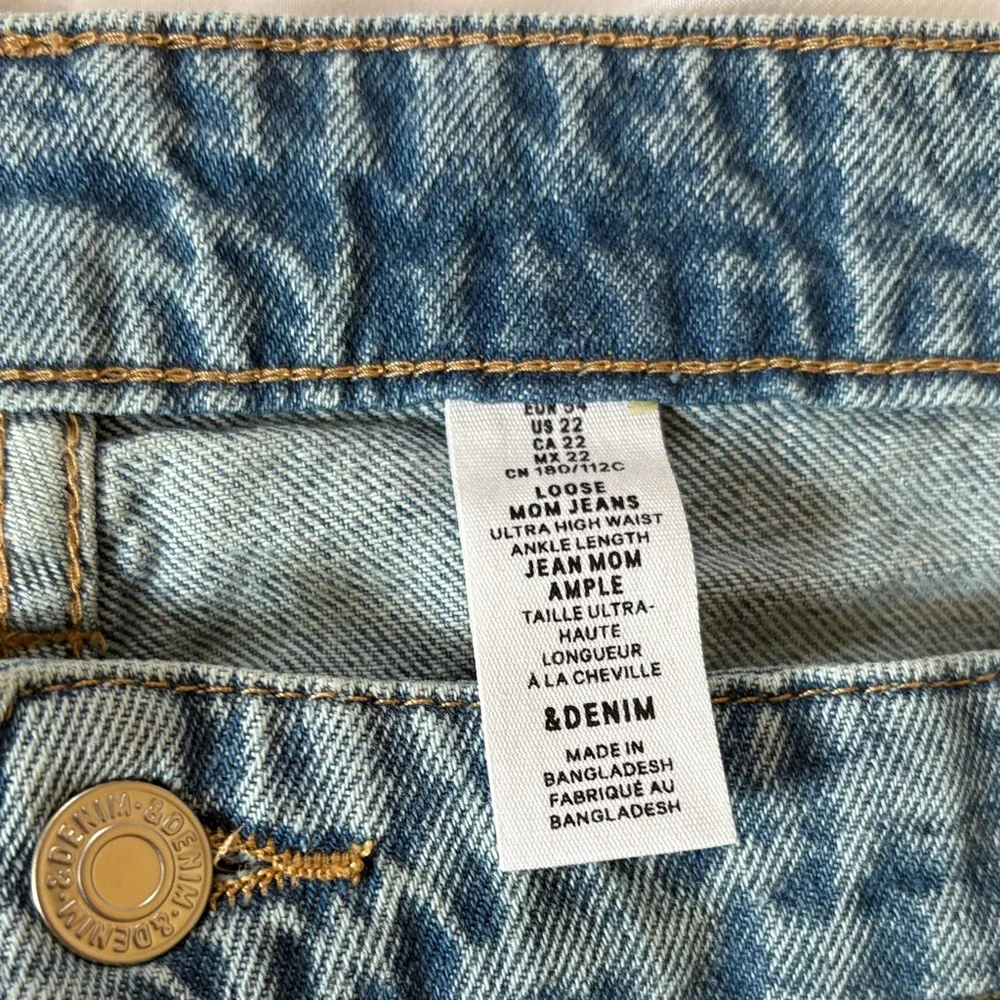 EUR 54
US 22
CA 22
MX 22
CN 180/112C
LOOSE
MOM JEANS
ULTRA HIGH WAIST
ANKLE LENGTH
JEAN MOM
AMPLE
TAILLE ULTRA-
HAUTE
LONGUEUR
À LA CHEVILLE
&DENIM
MADE IN
BANGLADESH
FABRIQUÉ AU
BANGLADESH
&DENIM·&DENIM·&DENIM·